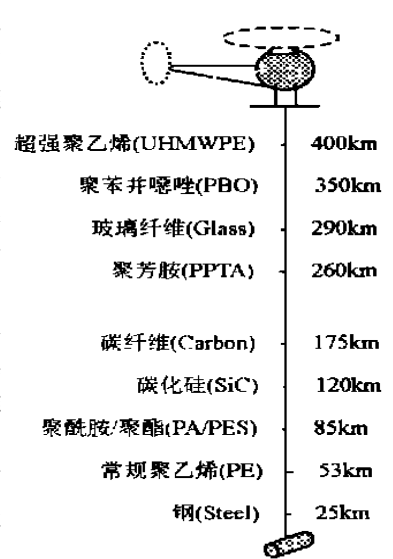 超强聚乙烯(UHMWPE) 400km
聚苯并噁唑(PBO) 350km
玻璃纤维(Glass) 290km
聚芳胺(PPTA) 260km
碳纤维(Carbon) 175km
碳化硅(SiC) 120km
聚酰胺/聚酯(PA/PES) 85km
常规聚乙烯(PE) 53km
钢(Steel) 25km